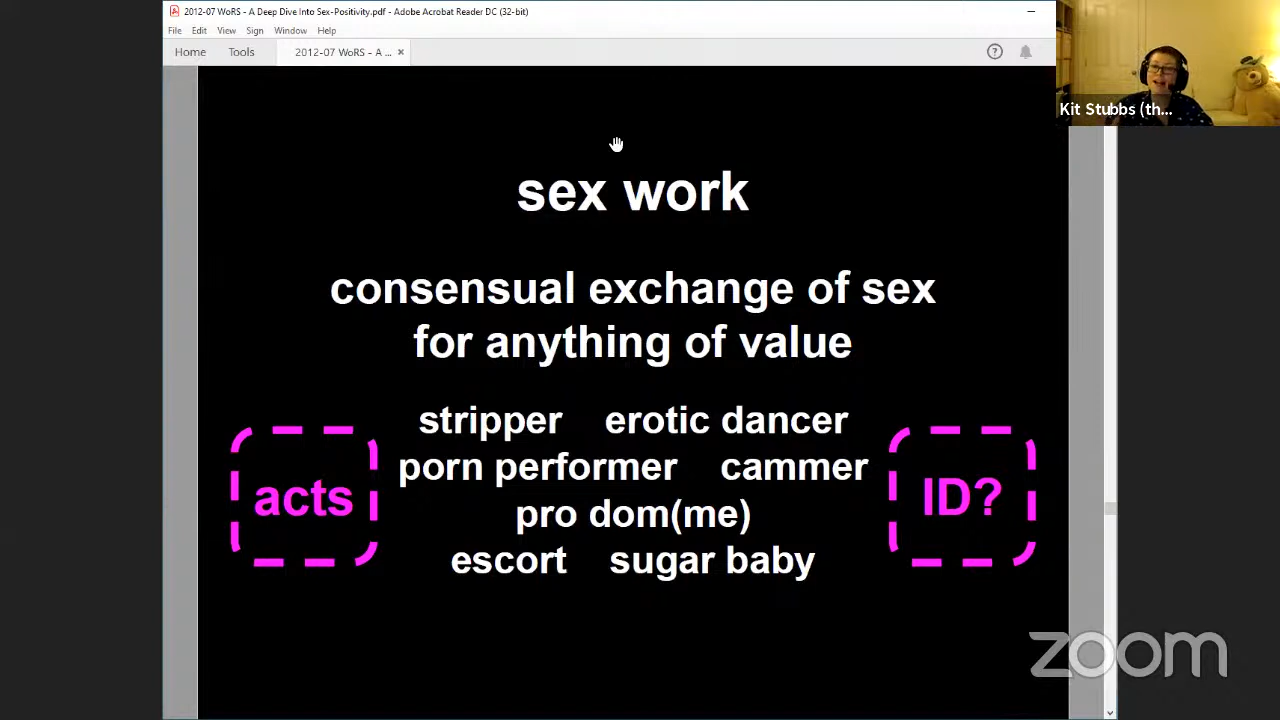 2012-07 WoRS - A Deep Dive Into Sex-Positivity.pdf - Adobe Acrobat Reader DC (32-bit)
File Edit View Sign Window Help
Home Tools 2012-07 WoRS - A ... ×
Kit Stubbs (th...
sex work
consensual exchange of sex
for anything of value
stripper erotic dancer
porn performer cammer
pro dom(me)
escort sugar baby
acts
ID?
zoom